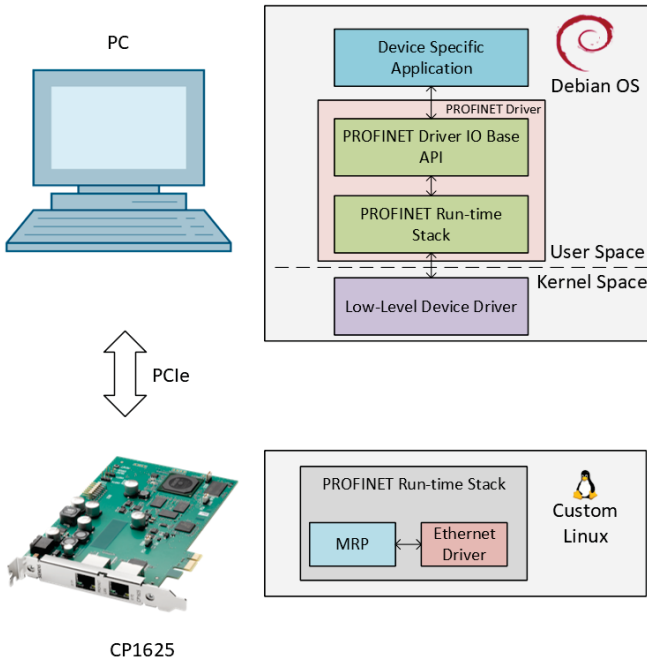 PC
Device Specific
Application
Debian OS
PROFINET Driver
PROFINET Driver IO Base
API
PROFINET Run-time
Stack
User Space
Kernel Space
Low-Level Device Driver
PCIe
PROFINET Run-time Stack
MRP
Ethernet
Driver
Custom
Linux
CP1625